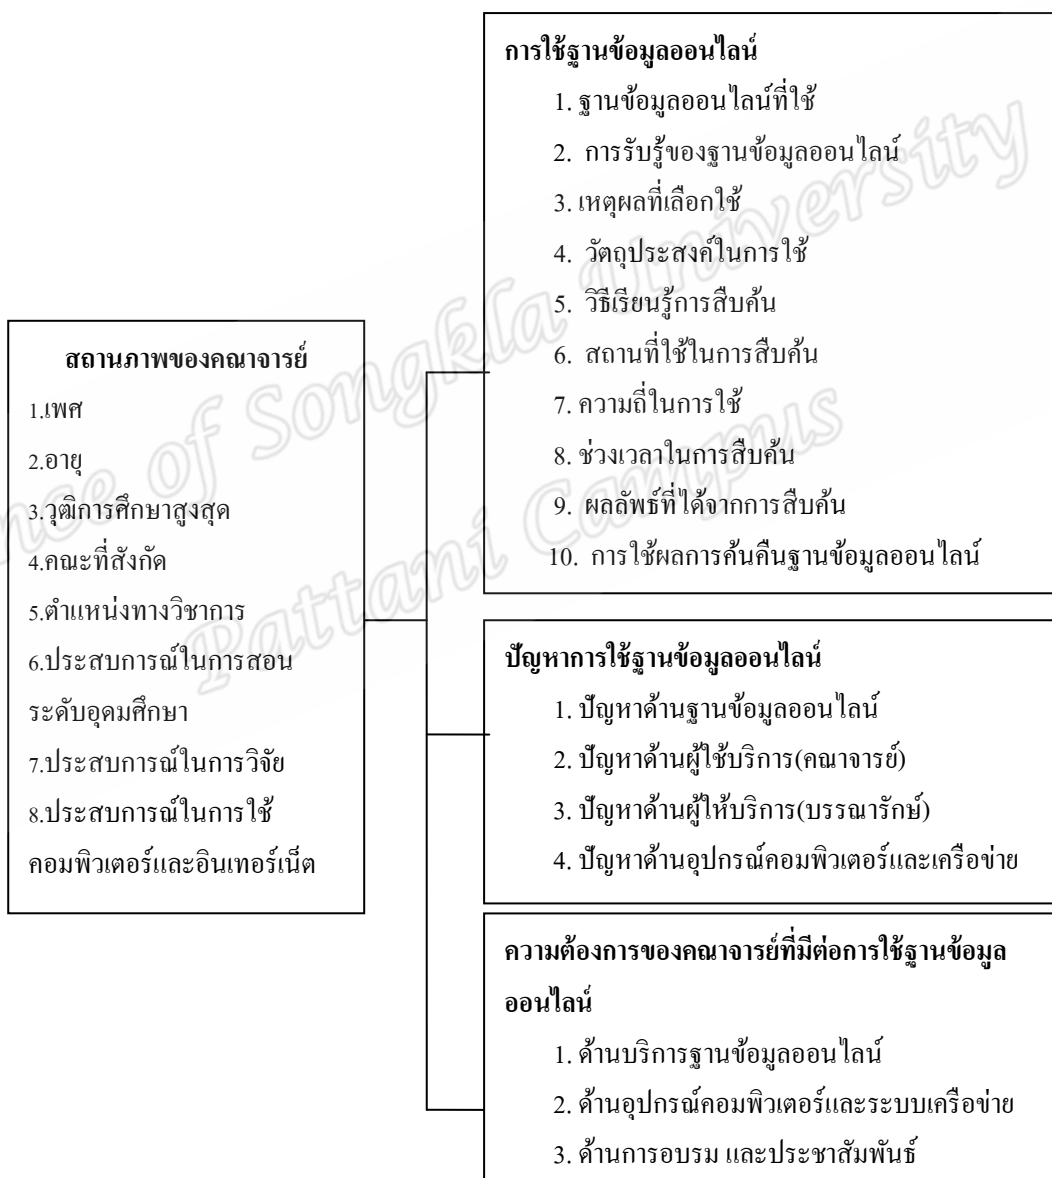 สถานภาพของคณาจารย์
1.เพศ
2.อายุ
3.วุฒิการศึกษาสูงสุด
4.คณะที่สังกัด
5.ตำแหน่งทางวิชาการ
6.ประสบการณ์ในการสอน
ระดับอุดมศึกษา
7.ประสบการณ์ในการวิจัย
8.ประสบการณ์ในการใช้
คอมพิวเตอร์และอินเทอร์เน็ต
การใช้ฐานข้อมูลออนไลน์
1. ฐานข้อมูลออนไลน์ที่ใช้
2. การรับรู้ของฐานข้อมูลออนไลน์
3. เหตุผลที่เลือกใช้
4. วัตถุประสงค์ในการใช้
5. วิธีเรียนรู้การสืบค้น
6. สถานที่ใช้ในการสืบค้น
7. ความถี่ในการใช้
8. ช่วงเวลาในการสืบค้น
9. ผลลัพธ์ที่ได้จากการสืบค้น
10. การใช้ผลการค้นคืนฐานข้อมูลออนไลน์
ปัญหาการใช้ฐานข้อมูลออนไลน์
1. ปัญหาด้านฐานข้อมูลออนไลน์
2. ปัญหาด้านผู้ใช้บริการ(คณาจารย์)
3. ปัญหาด้านผู้ให้บริการ(บรรณารักษ์)
4. ปัญหาด้านอุปกรณ์คอมพิวเตอร์และเครือข่าย
ความต้องการของคณาจารย์ที่มีต่อการใช้ฐานข้อมูล
ออนไลน์
1. ด้านบริการฐานข้อมูลออนไลน์
2. ด้านอุปกรณ์คอมพิวเตอร์และระบบเครือข่าย
3. ด้านการอบรม และประชาสัมพันธ์
of Songkla University
Pattani Campus